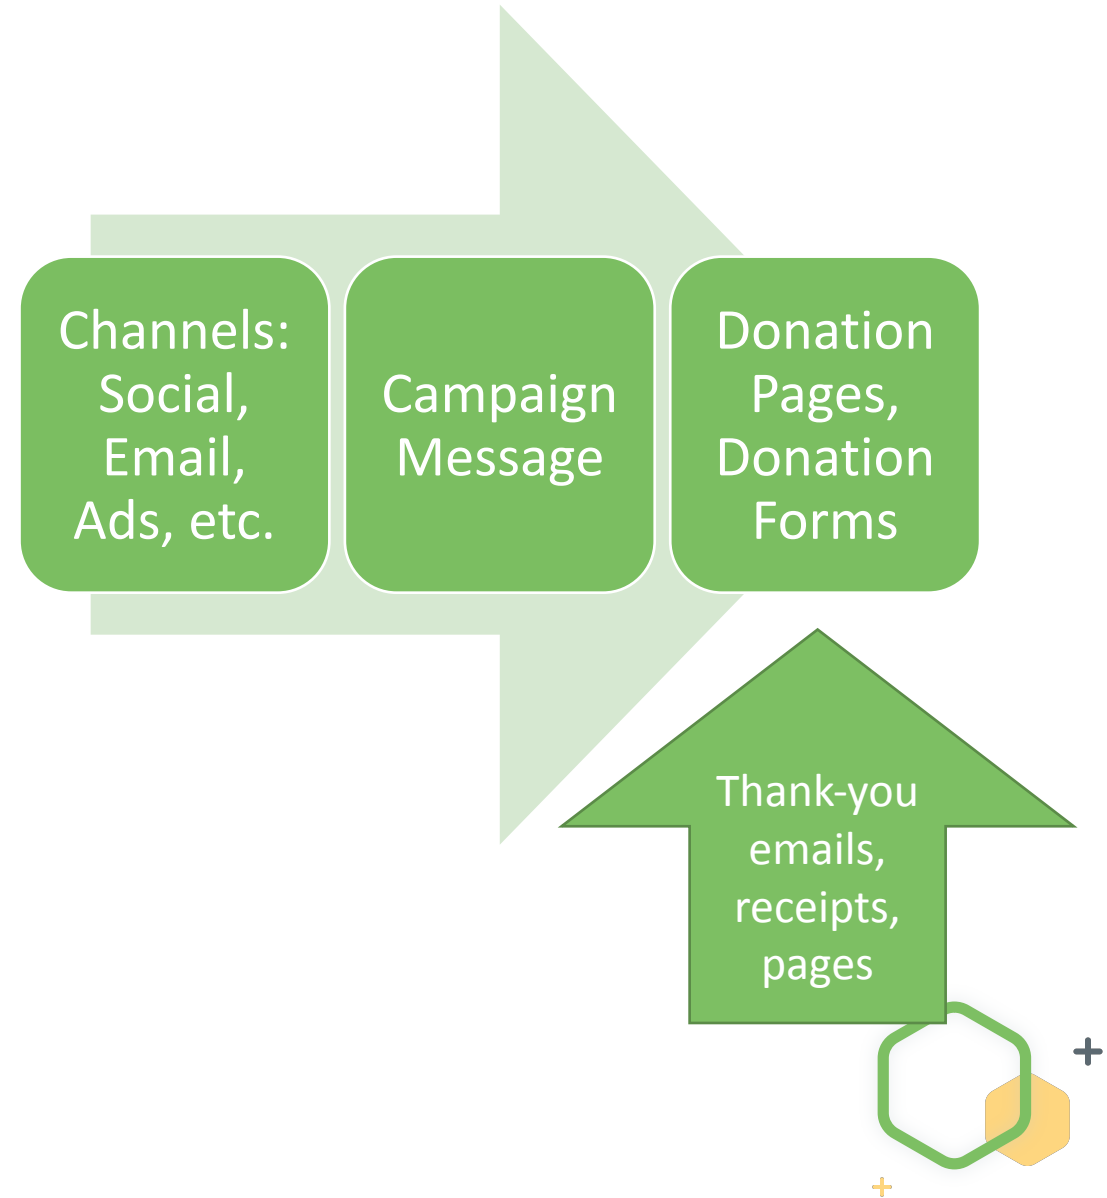 Channels:
Social,
Email,
Ads, etc.
Campaign
Message
Donation
Pages,
Donation
Forms
Thank-you
emails,
receipts,
pages